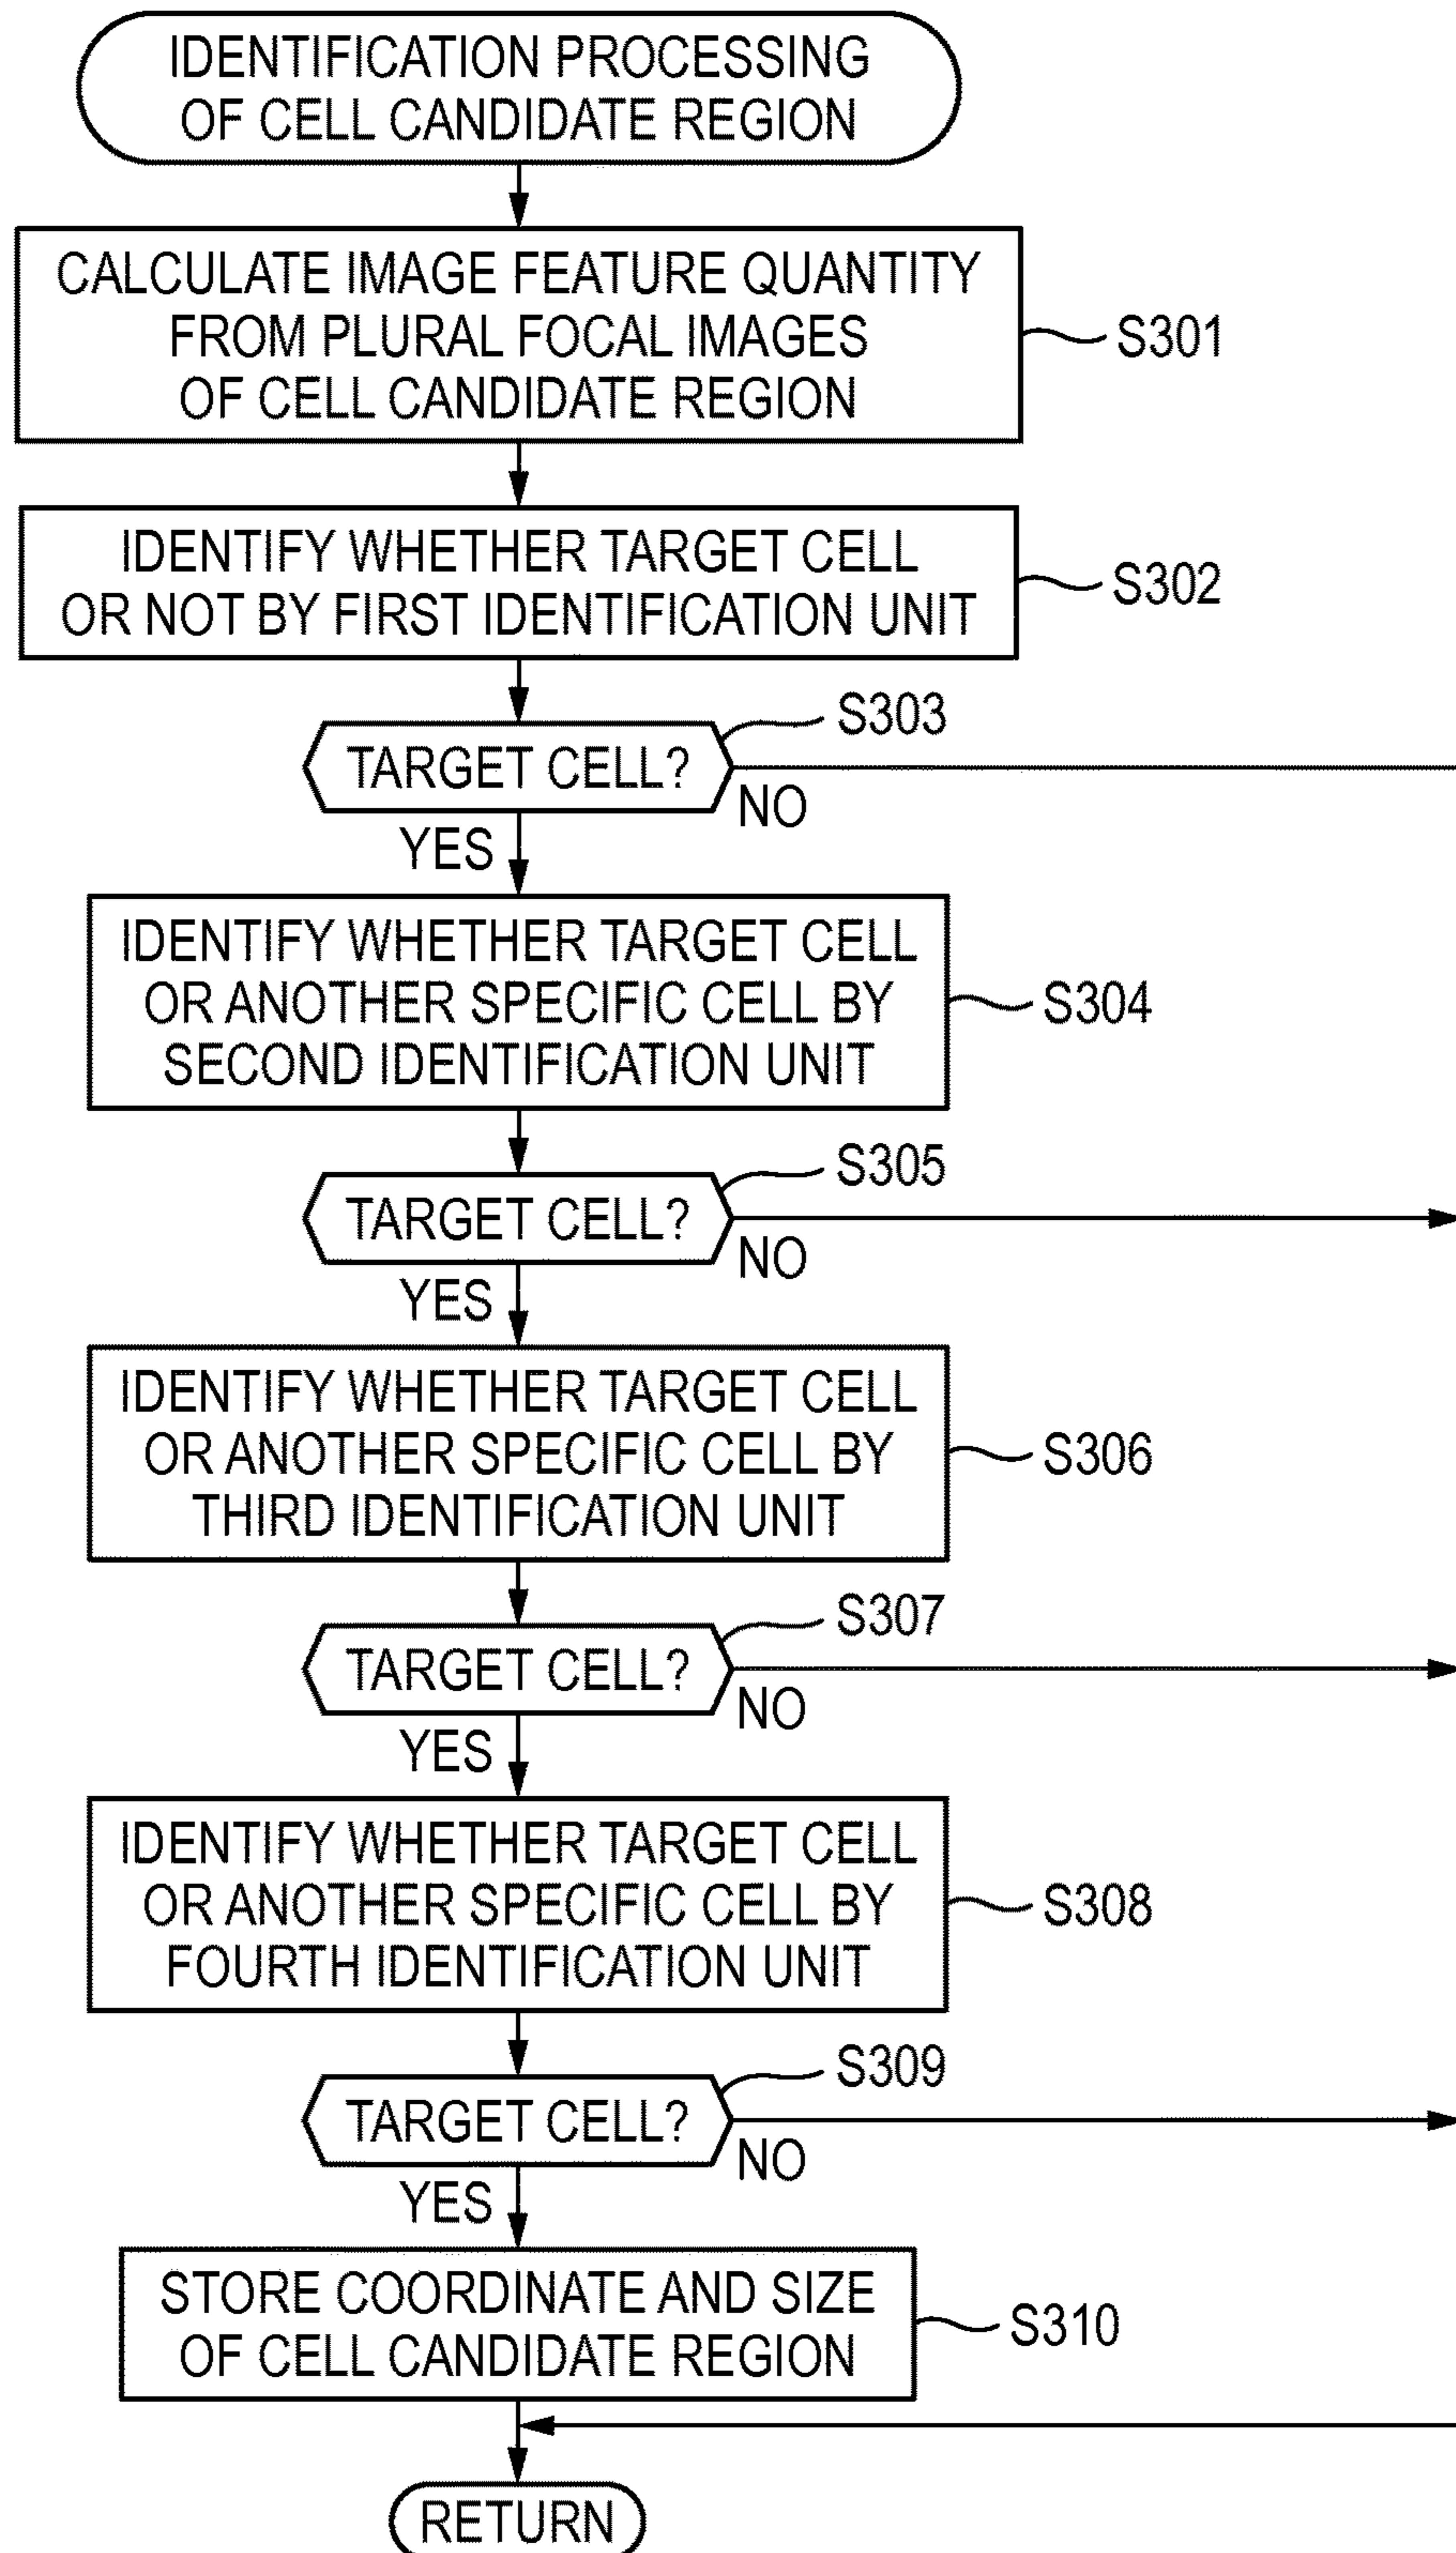 IDENTIFICATION PROCESSING
OF CELL CANDIDATE REGION
CALCULATE IMAGE FEATURE QUANTITY
FROM PLURAL FOCAL IMAGES
OF CELL CANDIDATE REGION
S301
IDENTIFY WHETHER TARGET CELL
OR NOT BY FIRST IDENTIFICATION UNIT
S302
S303
TARGET CELL?
NO
YES
IDENTIFY WHETHER TARGET CELL
OR ANOTHER SPECIFIC CELL BY
SECOND IDENTIFICATION UNIT
S304
S305
TARGET CELL?
NO
YES
IDENTIFY WHETHER TARGET CELL
OR ANOTHER SPECIFIC CELL BY
THIRD IDENTIFICATION UNIT
S306
S307
TARGET CELL?
NO
YES
IDENTIFY WHETHER TARGET CELL
OR ANOTHER SPECIFIC CELL BY
FOURTH IDENTIFICATION UNIT
S308
S309
TARGET CELL?
NO
YES
STORE COORDINATE AND SIZE
OF CELL CANDIDATE REGION
S310
RETURN